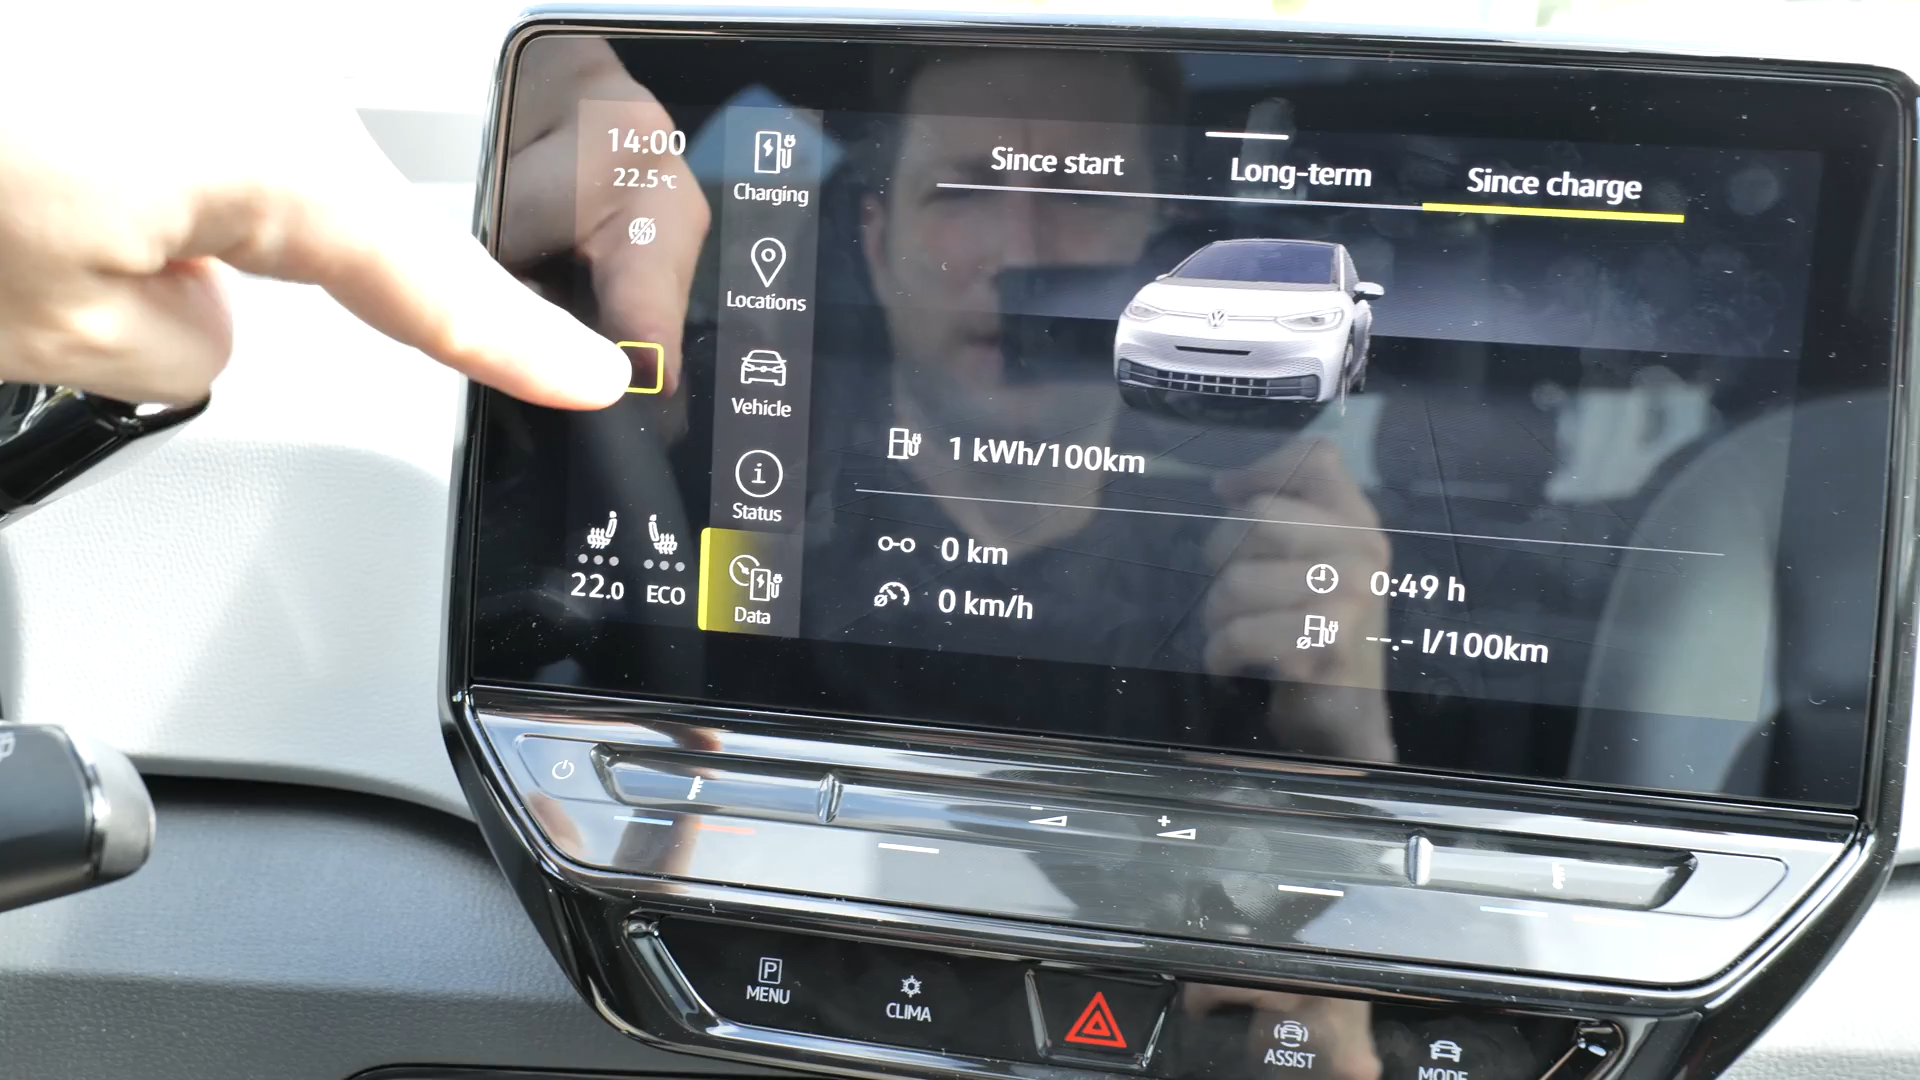 14:00
22.5°C
Charging
Locations
Vehicle
Status
Data
22.0
ECO
Since start
Long-term
Since charge
1 kWh/100km
0 km
0 km/h
0:49 h
--.- l/100km
P
MENU
CLIMA
ASSIST
MODE